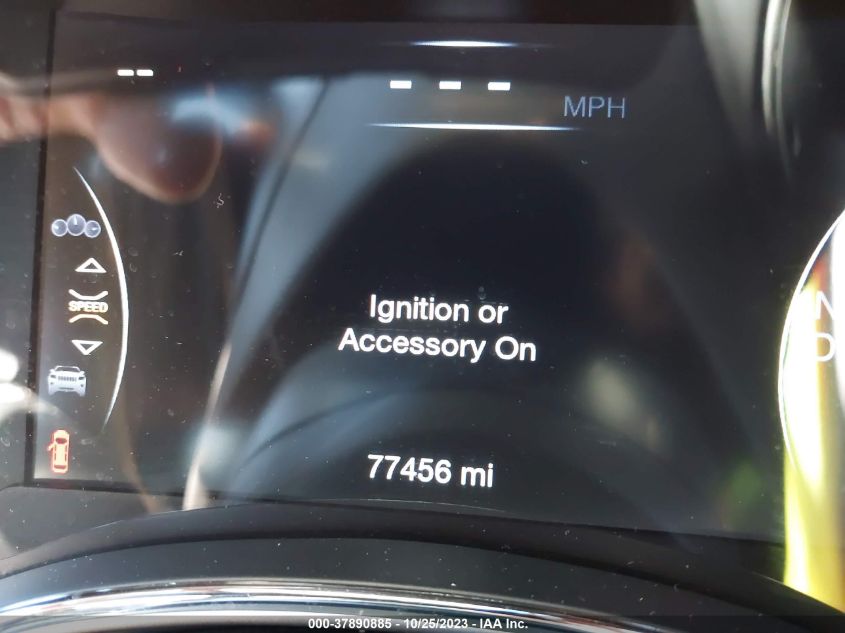 -- ---
MPH
SPEED
Ignition or
Accessory On
77456 mi
000-37890885 - 10/25/2023 - IAA Inc.